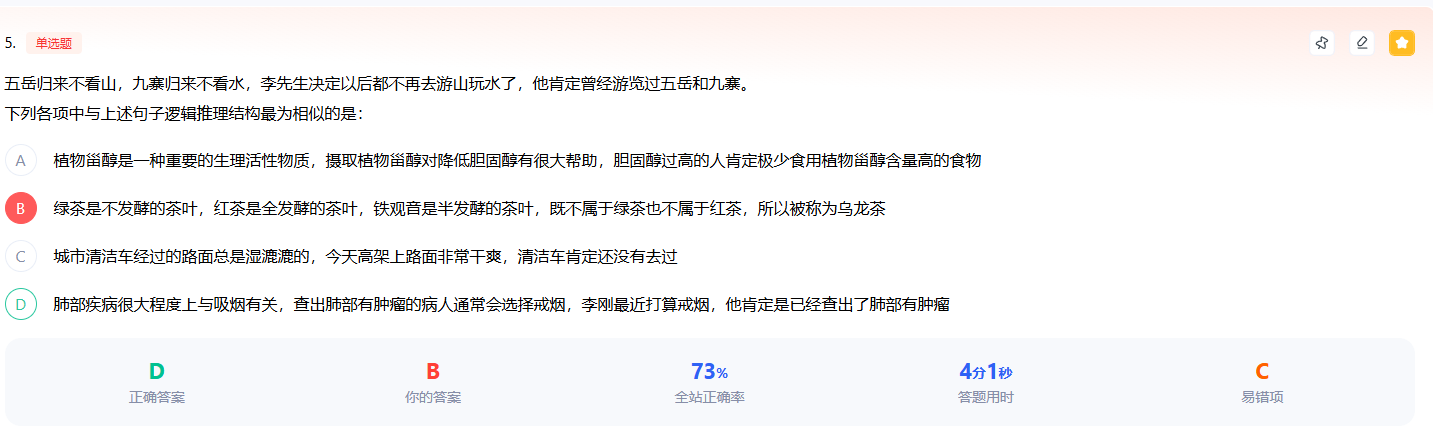 5. 单选题
五岳归来不看山，九寨归来不看水，李先生决定以后都不再去游山玩水了，他肯定曾经游览过五岳和九寨。
下列各项中与上述句子逻辑推理结构最为相似的是：
A 植物甾醇是一种重要的生理活性物质，摄取植物甾醇对降低胆固醇有很大帮助，胆固醇过高的人肯定极少食用植物甾醇含量高的食物
B 绿茶是不发酵的茶叶，红茶是全发酵的茶叶，铁观音是半发酵的茶叶，既不属于绿茶也不属于红茶，所以被称为乌龙茶
C 城市清洁车经过的路面总是湿漉漉的，今天高架上路面非常干爽，清洁车肯定还没有去过
D 肺部疾病很大程度上与吸烟有关，查出肺部有肿瘤的病人通常会选择戒烟，李刚最近打算戒烟，他肯定是已经查出了肺部有肿瘤
D B 73% 4分1秒 C
正确答案 你的答案 全站正确率 答题用时 易错项